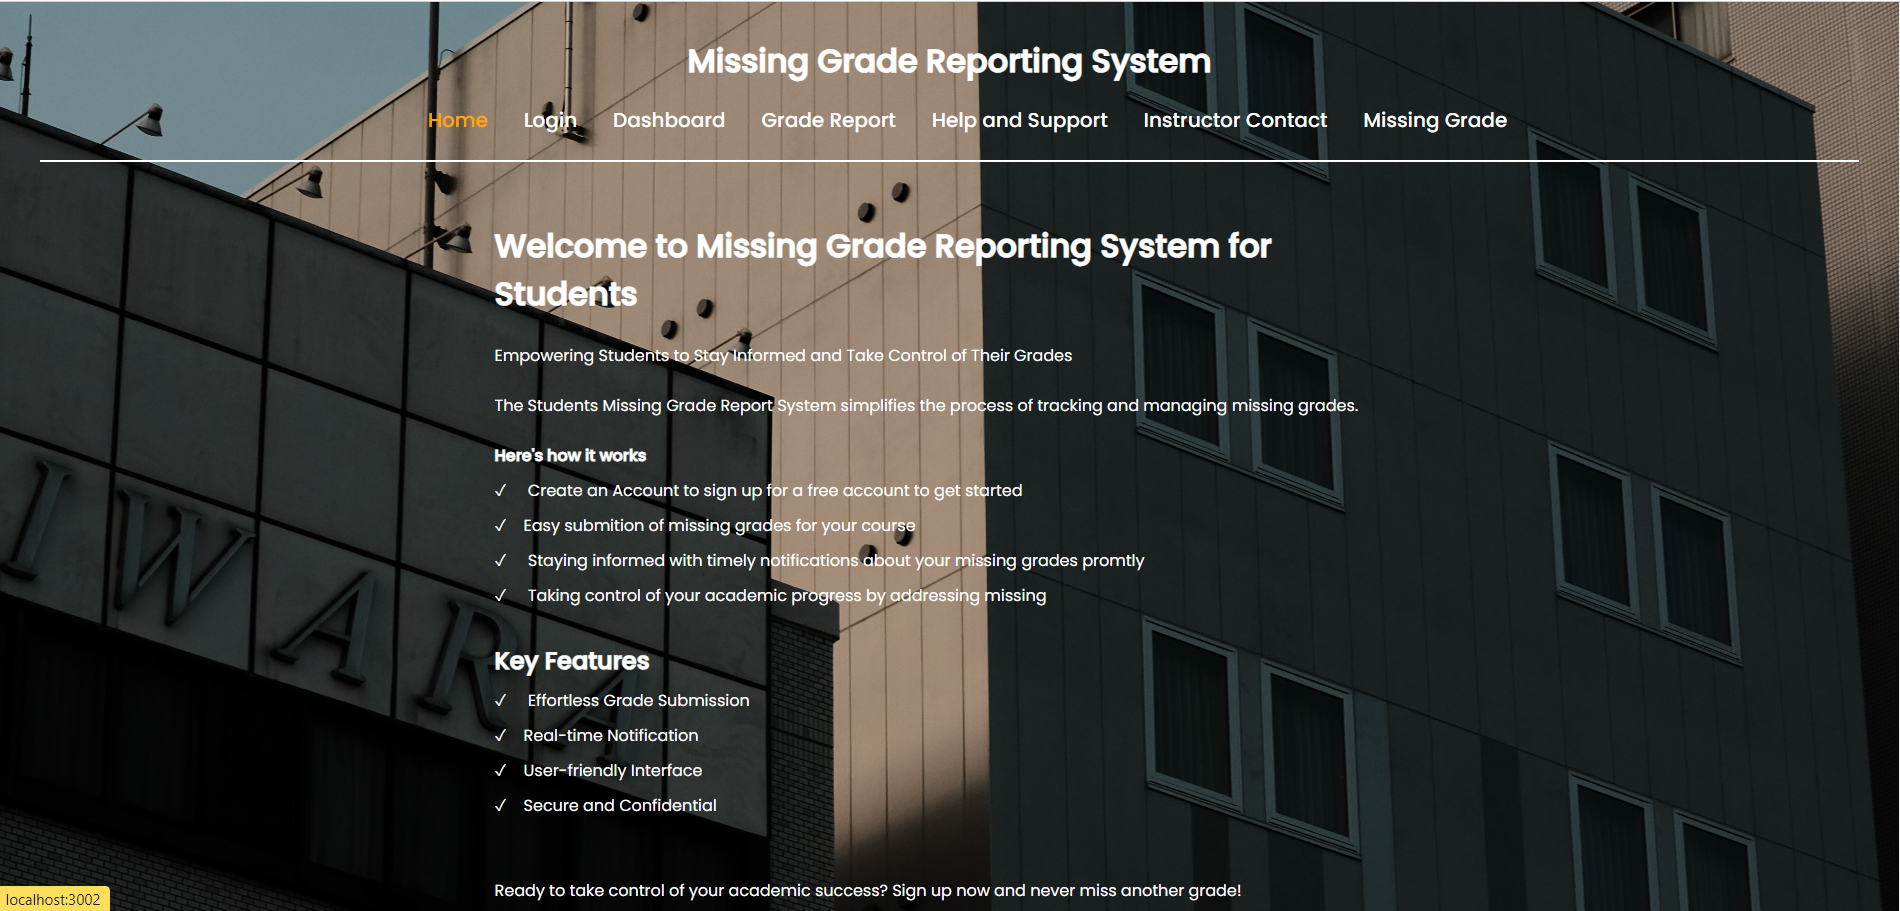 Missing Grade Reporting System
Home Login Dashboard Grade Report Help and Support Instructor Contact Missing Grade
Welcome to Missing Grade Reporting System for
Students
Empowering Students to Stay Informed and Take Control of Their Grades
The Students Missing Grade Report System simplifies the process of tracking and managing missing grades.
Here's how it works
✓ Create an Account to sign up for a free account to get started
✓ Easy submition of missing grades for your course
✓ Staying informed with timely notifications about your missing grades promtly
✓ Taking control of your academic progress by addressing missing
IWARA
Key Features
✓ Effortless Grade Submission
✓ Real-time Notification
✓ User-friendly Interface
✓ Secure and Confidential
Ready to take control of your academic success? Sign up now and never miss another grade!
localhost:3002